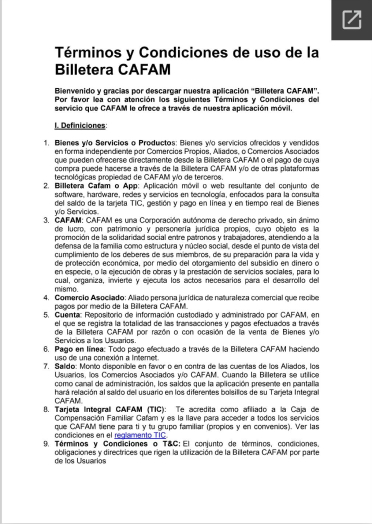 Términos y Condiciones de uso de la
Billetera CAFAM
Bienvenido y gracias por descargar nuestra aplicación “Billetera CAFAM”.
Por favor lea con atención los siguientes Términos y Condiciones del
servicio que CAFAM le ofrece a través de nuestra aplicación móvil.
I. Definiciones:
1. Bienes y/o Servicios o Productos: Bienes y/o servicios ofrecidos y vendidos
en forma independiente por Comercios Propios, Aliados, o Comercios Asociados
que pueden ofrecerse directamente desde la Billetera CAFAM o el pago de cuya
compra puede hacerse a través de la Billetera CAFAM y/o de otras plataformas
tecnológicas propiedad de CAFAM y/o de terceros.
2. Billetera Cafam o App: Aplicación móvil o web resultante del conjunto de
software, hardware, redes y servicios en tecnología, enfocados para la consulta
del saldo de la tarjeta TIC, gestión y pago en línea y en tiempo real de Bienes
y/o Servicios.
3. CAFAM: CAFAM es una Corporación autónoma de derecho privado, sin ánimo
de lucro, con patrimonio y personería jurídica propios, cuyo objeto es la
promoción de la solidaridad social entre patronos y trabajadores, atendiendo a la
defensa de la familia como estructura y núcleo social, desde el punto de vista del
cumplimiento de los deberes de sus miembros, de su preparación para la vida y
de protección económica, por medio del otorgamiento del subsidio en dinero o
en especie, o la ejecución de obras y la prestación de servicios sociales, para lo
cual, organiza, invierte y ejecuta los actos necesarios para el desarrollo del
mismo.
4. Comercio Asociado: Aliado persona jurídica de naturaleza comercial que recibe
pagos por medio de la Billetera CAFAM.
5. Cuenta: Repositorio de información custodiado y administrado por CAFAM, en
el que se registra la totalidad de las transacciones y pagos efectuados a través
de la Billetera CAFAM por razón o con ocasión de la venta de Bienes y/o
Servicios a los Usuarios.
6. Pago en línea: Todo pago efectuado a través de la Billetera CAFAM haciendo
uso de una conexión a Internet.
7. Saldo: Monto disponible en favor o en contra de las cuentas de los Aliados, los
Usuarios, los Comercios Asociados y/o CAFAM. Cuando la Billetera se utilice
como canal de administración, los saldos que la aplicación presente en pantalla
hará relación al saldo del usuario en los diferentes bolsillos de su Tarjeta Integral
CAFAM.
8. Tarjeta Integral CAFAM (TIC): Te acredita como afiliado a la Caja de
Compensación Familiar Cafam y es la llave para acceder a todos los servicios
que CAFAM tiene para ti y tu grupo familiar (propios y en convenios). Ver las
condiciones en el reglamento TIC.
9. Términos y Condiciones o T&C: El conjunto de términos, condiciones,
obligaciones y directrices que rigen la utilización de la Billetera CAFAM por parte
de los Usuarios